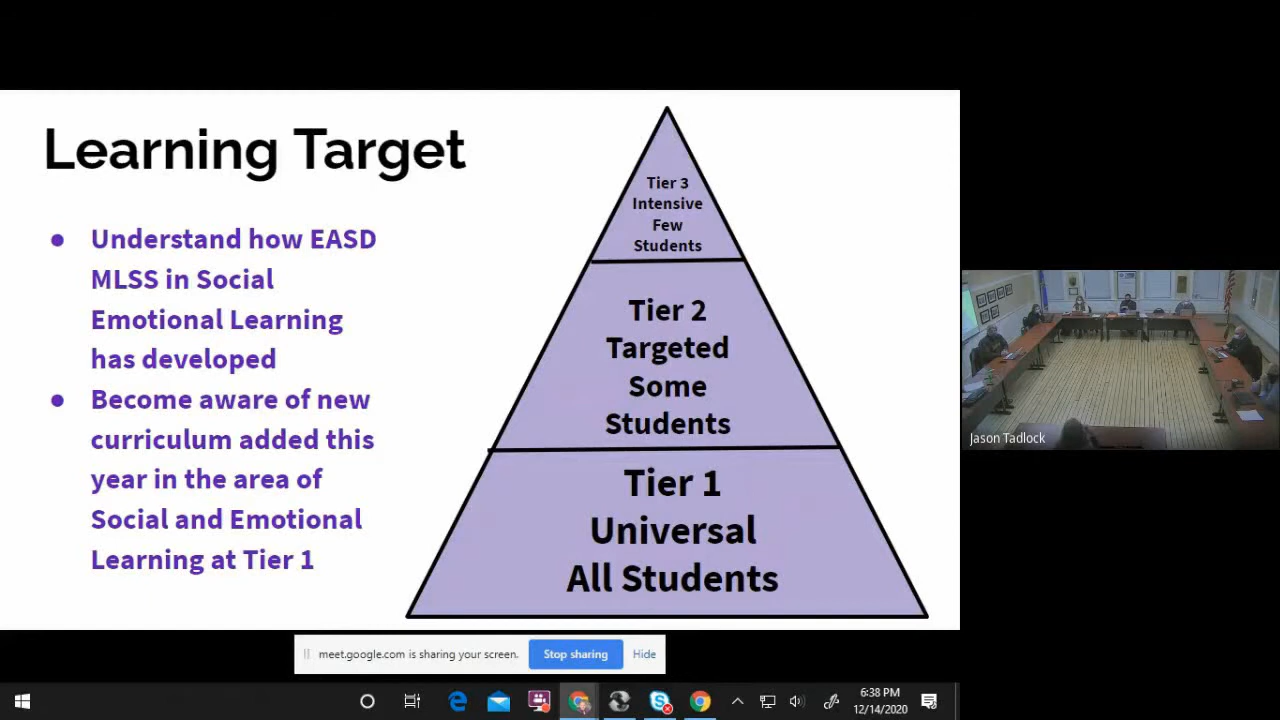 Learning Target
● Understand how EASD
MLSS in Social
Emotional Learning
has developed
● Become aware of new
curriculum added this
year in the area of
Social and Emotional
Learning at Tier 1
Tier 3
Intensive
Few
Students
Tier 2
Targeted
Some
Students
Tier 1
Universal
All Students
Jason Tadlock
meet.google.com is sharing your screen.
Stop sharing
Hide
6:38 PM
12/14/2020